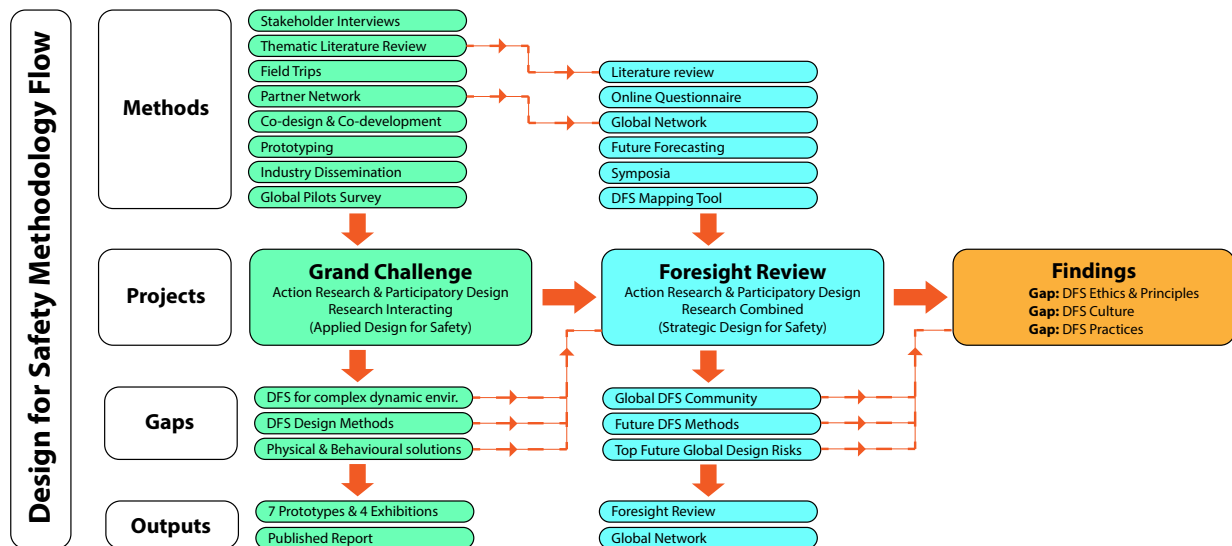 Design for Safety Methodology Flow
Methods
Stakeholder Interviews
Thematic Literature Review
Field Trips
Partner Network
Co-design & Co-development
Prototyping
Industry Dissemination
Global Pilots Survey
Literature review
Online Questionnaire
Global Network
Future Forecasting
Symposia
DFS Mapping Tool
Projects
Grand Challenge
Action Research & Participatory Design
Research Interacting
(Applied Design for Safety)
Foresight Review
Action Research & Participatory Design
Research Combined
(Strategic Design for Safety)
Findings
Gap: DFS Ethics & Principles
Gap: DFS Culture
Gap: DFS Practices
Gaps
DFS for complex dynamic envir.
DFS Design Methods
Physical & Behavioural solutions
Global DFS Community
Future DFS Methods
Top Future Global Design Risks
Outputs
7 Prototypes & 4 Exhibitions
Published Report
Foresight Review
Global Network